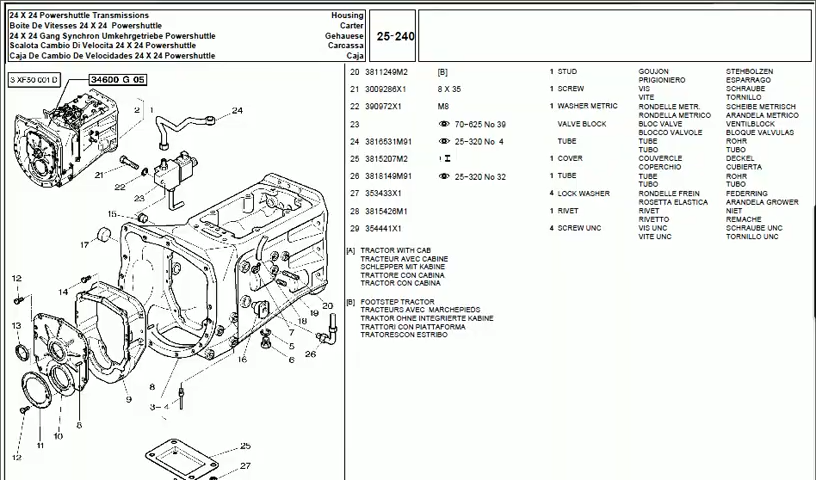 24 X 24 Powershuttle Transmissions Housing
Boite De Vitesses 24 X 24 Powershuttle Carter
24 X 24 Gang Synchron Umkehrgetriebe Powershuttle Gehause
Scalota Cambio Di Velocita 24 X 24 Powershuttle Carcassa
Caja De Cambio De Velocidades 24 X 24 Powershuttle Caja
25-240
3 XF50 001 D
34600 G 05
2 1
24
21
22
23
15
17
12
14
13
20
19
18
7
5
6
26
16
8
9
3-4
8
10
11
12
25
27
20 3811249M2 [B] 1 STUD GOUJON STEHBOLZEN
PRIGIONIERO ESPARRAGO
21 3009286X1 8 X 35 1 SCREW VIS SCHRAUBE
VITE TORNILLO
22 390972X1 M8 1 WASHER METRIC RONDELLE METR. SCHEIBE METRISCH
RONDELLA METRICO ARANDELA METRICO
23 70-625 No 39 VALVE BLOCK BLOC VALVE VENTILBLOCK
BLOCCO VALVOLE BLOQUE VALVULAS
24 3816531M91 25-320 No 4 1 TUBE TUBE ROHR
TUBO TUBO
25 3815207M2 1 1 COVER COUVERCLE DECKEL
COPERCHIO CUBIERTA
26 3818149M91 25-320 No 32 1 TUBE TUBE ROHR
TUBO TUBO
27 353433X1 4 LOCK WASHER RONDELLE FREIN FEDERRING
ROSETTA ELASTICA ARANDELA GROWER
28 3815426M1 1 RIVET RIVET NIET
RIVETTO REMACHE
29 354441X1 4 SCREW UNC VIS UNC SCHRAUBE UNC
VITE UNC TORNILLO UNC
[A] TRACTOR WITH CAB
TRACTEUR AVEC CABINE
SCHLEPPER MIT KABINE
TRATTORE CON CABINA
TRACTOR CON CABINA
[B] FOOTSTEP TRACTOR
TRACTEURS AVEC MARCHEPIEDS
TRAKTOR OHNE INTEGRIERTE KABINE
TRATTORI CON PIATTAFORMA
TRATORESCON ESTRIBO